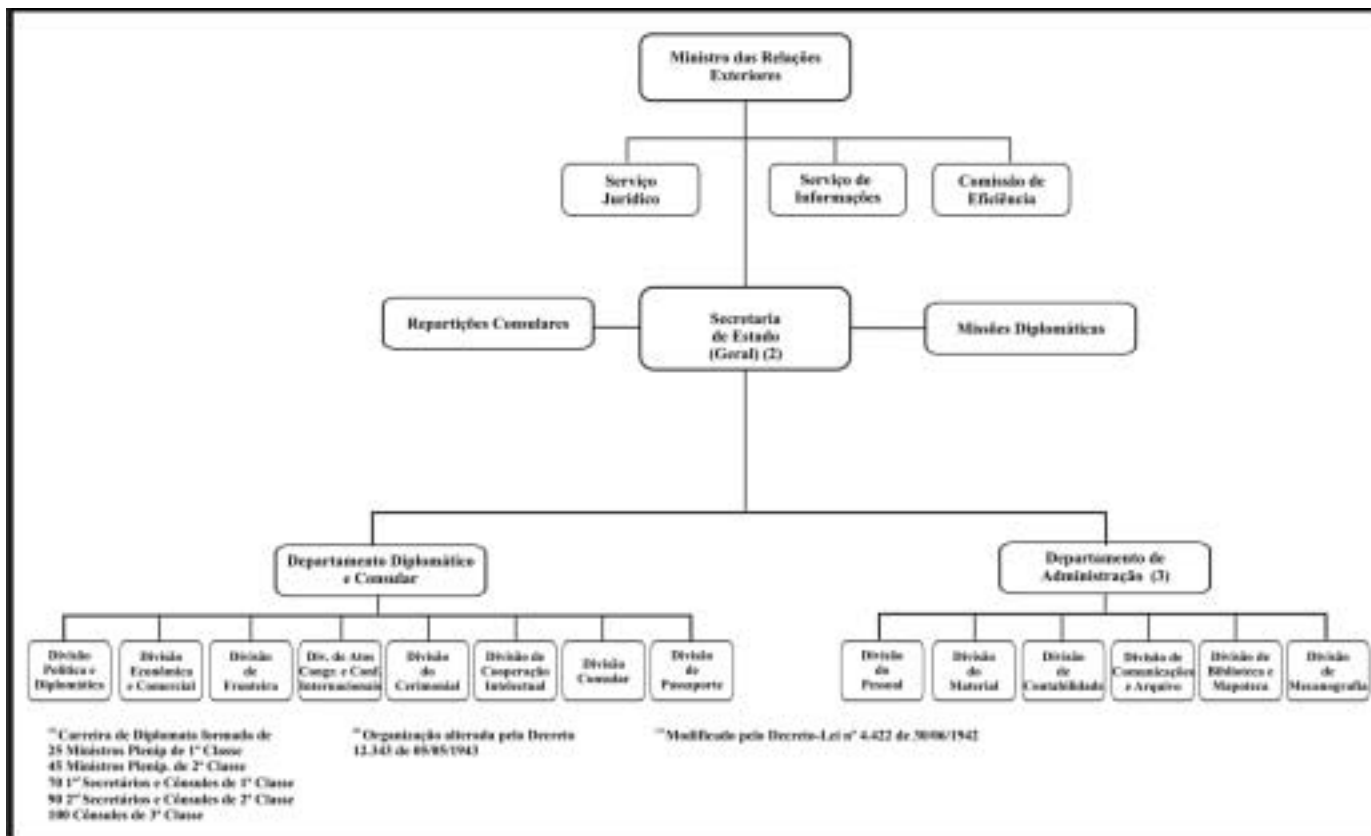 Ministro das Relações
Exteriores
Serviço
Jurídico
Serviço de
Informações
Comissão de
Eficiência
Repartições Consulares
Secretaria
de Estado
(Geral) (2)
Missões Diplomáticas
Departamento Diplomático
e Consular
Departamento de
Administração (3)
Divisão
Política e
Diplomática
Divisão
Econômica
e Comercial
Divisão
de
Fronteira
Div. de Atos
Congr. e Conf.
Internacionais
Divisão
do
Cerimonial
Divisão de
Cooperação
Intelectual
Divisão
Consular
Divisão
de
Passaporte
Divisão
do
Pessoal
Divisão
do
Material
Divisão
de
Contabilidade
Divisão de
Comunicações
e Arquivo
Divisão de
Biblioteca e
Mapoteca
Divisão
de
Mecanografia
Carreira de Diplomata formado de
25 Ministros Plenip de 1ª Classe
45 Ministros Plenip. de 2ª Classe
70 1ºˢ Secretários e Cônsules de 1ª Classe
90 2ºˢ Secretários e Cônsules de 2ª Classe
100 Cônsules de 3ª Classe
Organização alterada pelo Decreto
12.343 de 05/05/1943
Modificado pelo Decreto-Lei nº 4.422 de 30/06/1942